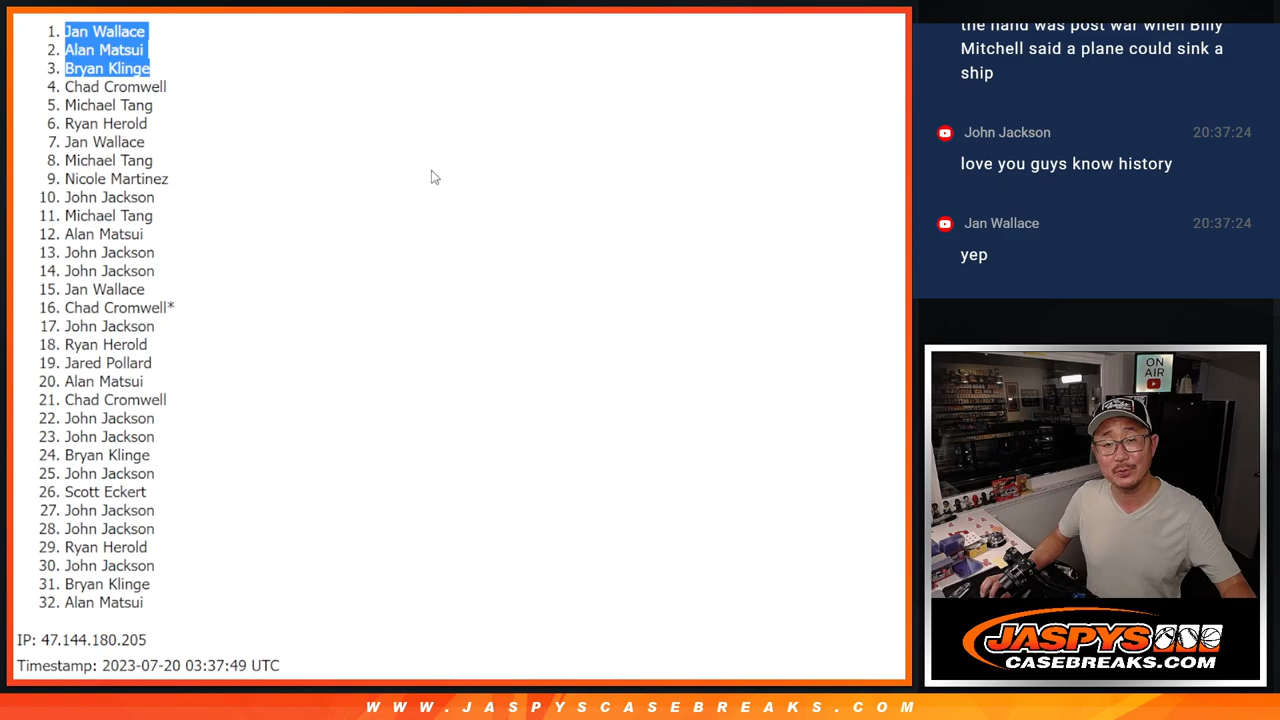 1. Jan Wallace
2. Alan Matsui
3. Bryan Klinge
4. Chad Cromwell
5. Michael Tang
6. Ryan Herold
7. Jan Wallace
8. Michael Tang
9. Nicole Martinez
10. John Jackson
11. Michael Tang
12. Alan Matsui
13. John Jackson
14. John Jackson
15. Jan Wallace
16. Chad Cromwell*
17. John Jackson
18. Ryan Herold
19. Jared Pollard
20. Alan Matsui
21. Chad Cromwell
22. John Jackson
23. John Jackson
24. Bryan Klinge
25. John Jackson
26. Scott Eckert
27. John Jackson
28. John Jackson
29. Ryan Herold
30. John Jackson
31. Bryan Klinge
32. Alan Matsui
IP: 47.144.180.205
Timestamp: 2023-07-20 03:37:49 UTC
the hand was post war when Billy
Mitchell said a plane could sink a
ship
John Jackson 20:37:24
love you guys know history
Jan Wallace 20:37:24
yep
ON
AIR
JASPYS
CASEBREAKS.COM
WWW.JASPYSCASEBREAKS.COM